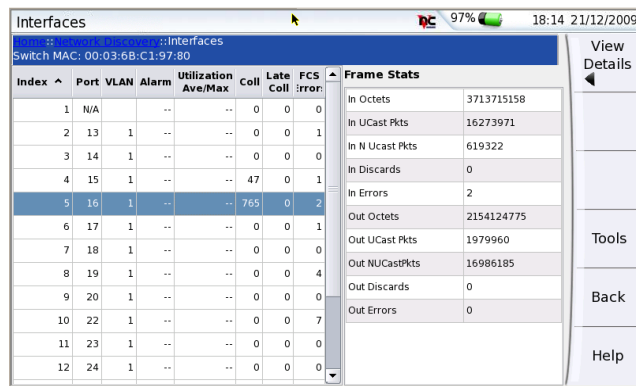 Interfaces
97%
18:14 21/12/2009
Home::Network Discovery::Interfaces
Switch MAC: 00:03:6B:C1:97:80
Index Port VLAN Alarm Utilization Ave/Max Coll Late Coll FCS Errors
1 N/A -- -- 0 0 0
2 13 1 -- -- 0 0 1
3 14 1 -- -- 0 0 0
4 15 1 -- -- 47 0 1
5 16 1 -- -- 765 0 2
6 17 1 -- -- 0 0 1
7 18 1 -- -- 0 0 0
8 19 1 -- -- 0 0 4
9 20 1 -- -- 0 0 0
10 22 1 -- -- 0 0 7
11 23 1 -- -- 0 0 0
12 24 1 -- -- 0 0 0
Frame Stats
In Octets 3713715158
In UCast Pkts 16273971
In N Ucast Pkts 619322
In Discards 0
In Errors 2
Out Octets 2154124775
Out UCast Pkts 1979960
Out NUCastPkts 16986185
Out Discards 0
Out Errors 0
View Details
Tools
Back
Help